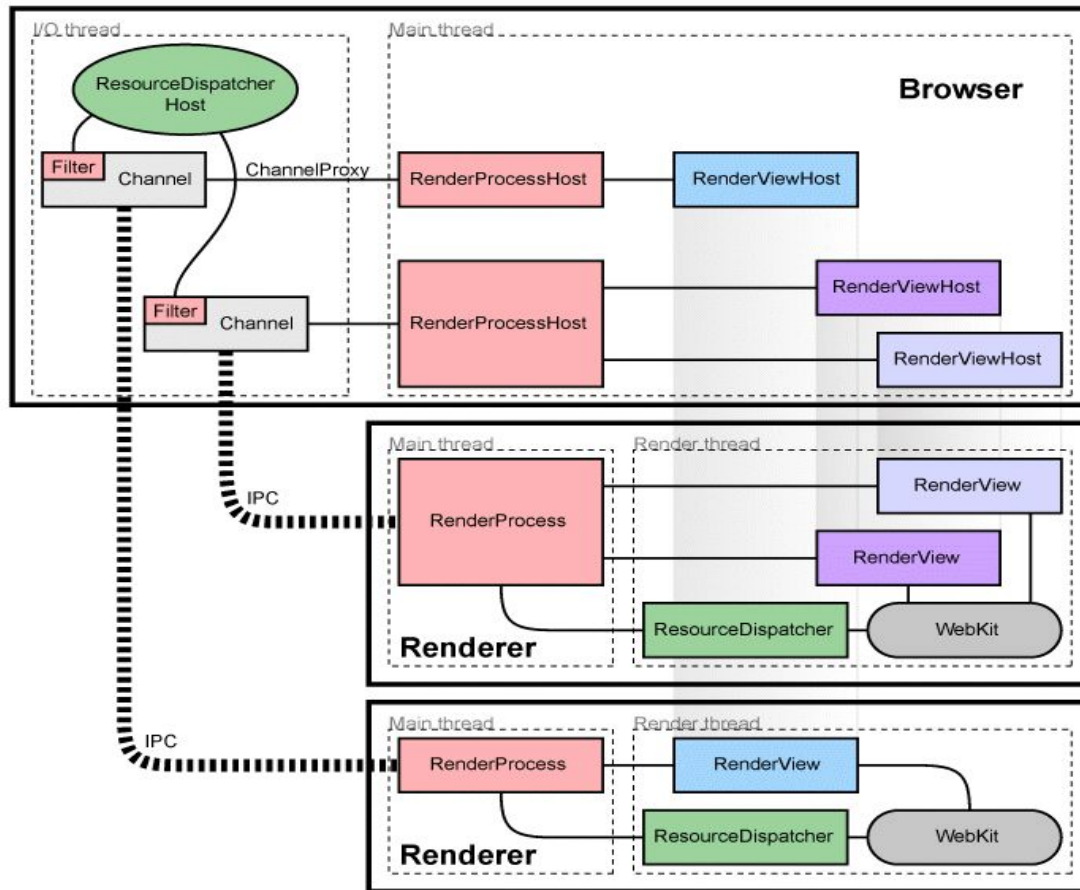 I/O thread
Main thread
ResourceDispatcher
Host
Browser
Filter
Channel
ChannelProxy
RenderProcessHost
RenderViewHost
Filter
Channel
RenderProcessHost
RenderViewHost
RenderViewHost
Main thread
Render thread
IPC
RenderProcess
RenderView
RenderView
Renderer
ResourceDispatcher
WebKit
Main thread
Render thread
IPC
RenderProcess
RenderView
Renderer
ResourceDispatcher
WebKit